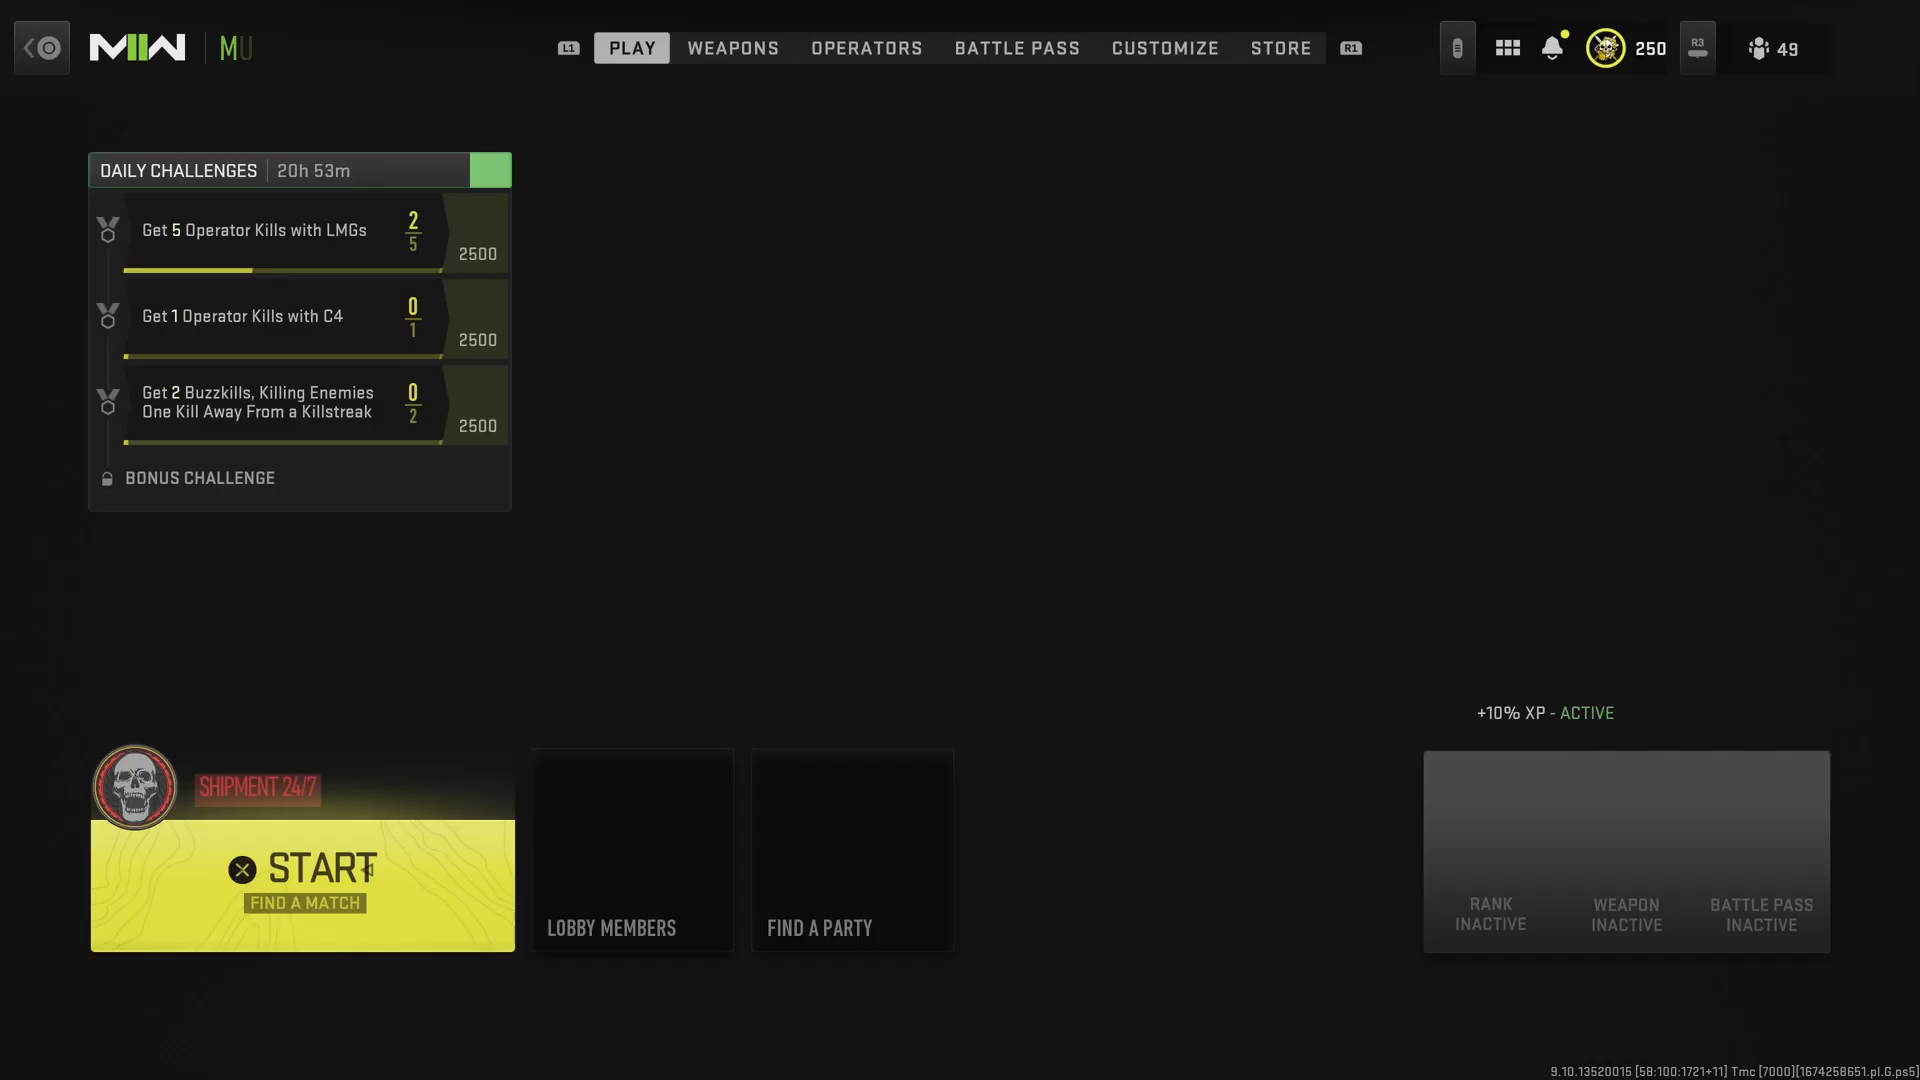 MWII MU
L1 PLAY WEAPONS OPERATORS BATTLE PASS CUSTOMIZE STORE R1
250 R3 49
DAILY CHALLENGES 20h 53m
Get 5 Operator Kills with LMGs 2/5 2500
Get 1 Operator Kills with C4 0/1 2500
Get 2 Buzzkills, Killing Enemies
One Kill Away From a Killstreak 0/2 2500
BONUS CHALLENGE
+10% XP - ACTIVE
SHIPMENT 24/7
START
FIND A MATCH
LOBBY MEMBERS
FIND A PARTY
RANK
INACTIVE
WEAPON
INACTIVE
BATTLE PASS
INACTIVE
9.10.13520015 [58:100:1721+11] Tmc [7000][1674258651.pl.G.ps5]